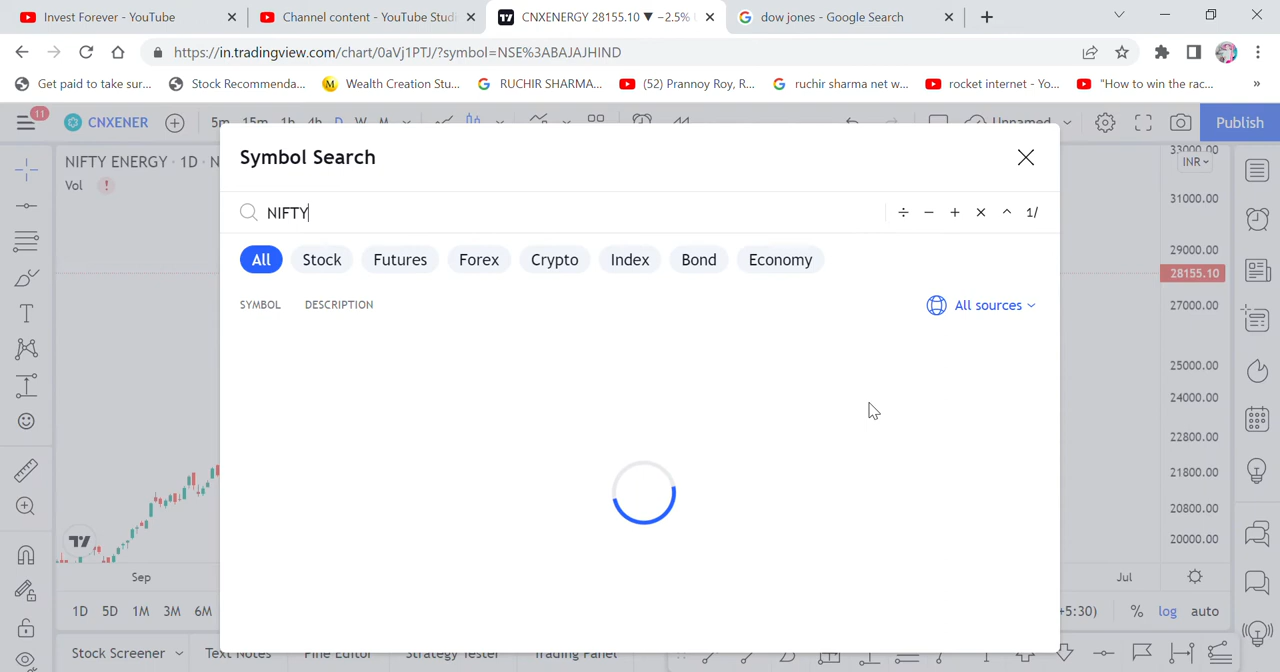 Invest Forever - YouTube
Channel content - YouTube Studi
CNXENERGY 28155.10 ▼ −2.5%
dow jones - Google Search
https://in.tradingview.com/chart/0aVj1PTJ/?symbol=NSE%3ABAJAJHIND
Get paid to take sur...
Stock Recommenda...
Wealth Creation Stu...
RUCHIR SHARMA...
(52) Prannoy Roy, R...
ruchir sharma net w...
rocket internet - Yo...
"How to win the rac...
»
11
CNXENER
5m 15m 1h 4h D W M
Unnamed
Publish
NIFTY ENERGY · 1D · N
Vol
Symbol Search
NIFTY
÷ − + × ^ 1/
All
Stock
Futures
Forex
Crypto
Index
Bond
Economy
SYMBOL
DESCRIPTION
All sources
33000.00
INR
31000.00
29000.00
28155.10
27000.00
25000.00
24000.00
22800.00
21800.00
20800.00
20000.00
Sep
Jul
1D 5D 1M 3M 6M
+5:30)
% log auto
Stock Screener
Text Notes
Pine Editor
Strategy Tester
Trading Panel